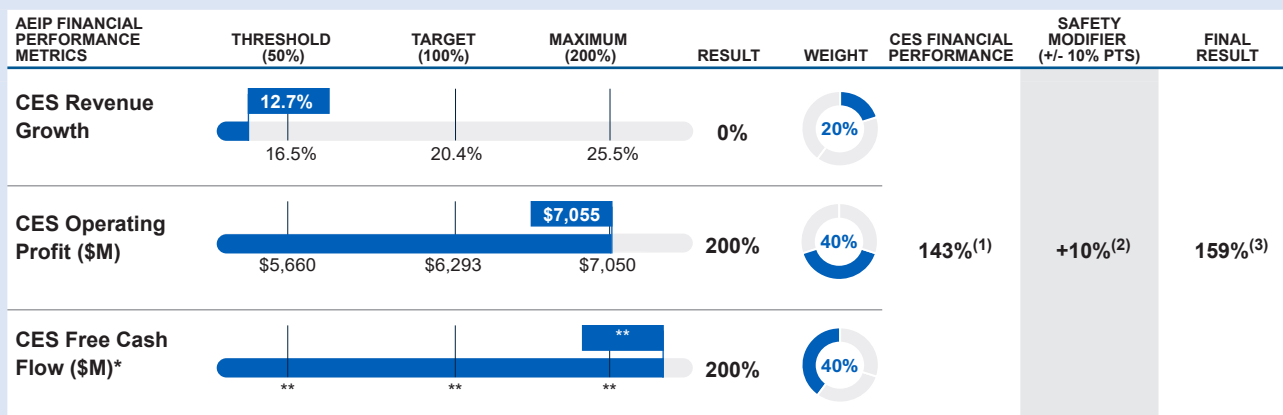 AEIP FINANCIAL
PERFORMANCE
METRICS
THRESHOLD
(50%)
TARGET
(100%)
MAXIMUM
(200%)
RESULT
WEIGHT
CES FINANCIAL
PERFORMANCE
SAFETY
MODIFIER
(+/- 10% PTS)
FINAL
RESULT
CES Revenue
Growth
12.7%
16.5%
20.4%
25.5%
0%
20%
CES Operating
Profit ($M)
$7,055
$5,660
$6,293
$7,050
200%
40%
143%(1)
+10%(2)
159%(3)
CES Free Cash
Flow ($M)*
**
**
**
**
200%
40%